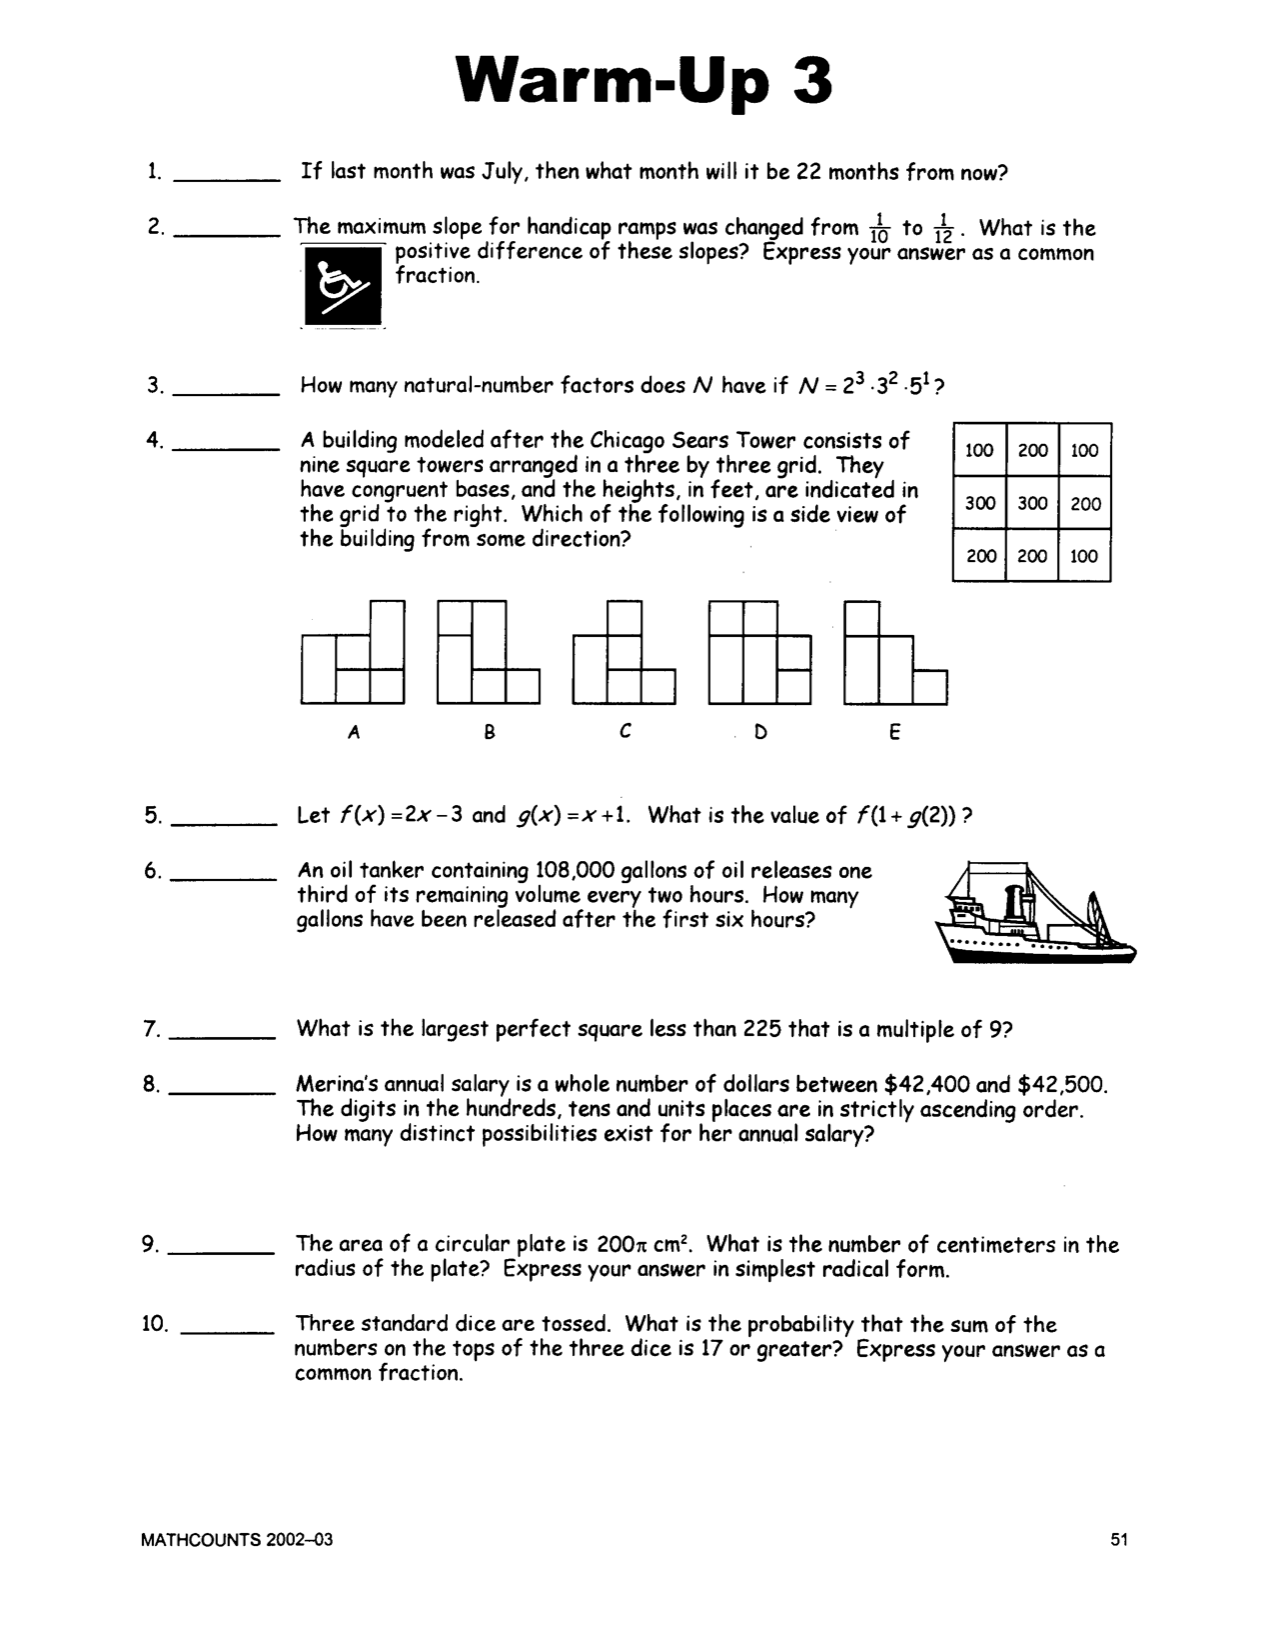 Warm-Up 3
1. ________ If last month was July, then what month will it be 22 months from now?
2. ________ The maximum slope for handicap ramps was changed from 1/10 to 1/12 . What is the
positive difference of these slopes? Express your answer as a common
fraction.
3. ________ How many natural-number factors does N have if N = 2³ ·3² ·5¹?
4. ________ A building modeled after the Chicago Sears Tower consists of
nine square towers arranged in a three by three grid. They
have congruent bases, and the heights, in feet, are indicated in
the grid to the right. Which of the following is a side view of
the building from some direction?
100 200 100
300 300 200
200 200 100
A B C D E
5. ________ Let f(x) =2x – 3 and g(x) =x +1. What is the value of f(1 + g(2)) ?
6. ________ An oil tanker containing 108,000 gallons of oil releases one
third of its remaining volume every two hours. How many
gallons have been released after the first six hours?
7. ________ What is the largest perfect square less than 225 that is a multiple of 9?
8. ________ Merina's annual salary is a whole number of dollars between $42,400 and $42,500.
The digits in the hundreds, tens and units places are in strictly ascending order.
How many distinct possibilities exist for her annual salary?
9. ________ The area of a circular plate is 200π cm². What is the number of centimeters in the
radius of the plate? Express your answer in simplest radical form.
10. ________ Three standard dice are tossed. What is the probability that the sum of the
numbers on the tops of the three dice is 17 or greater? Express your answer as a
common fraction.
MATHCOUNTS 2002–03 51